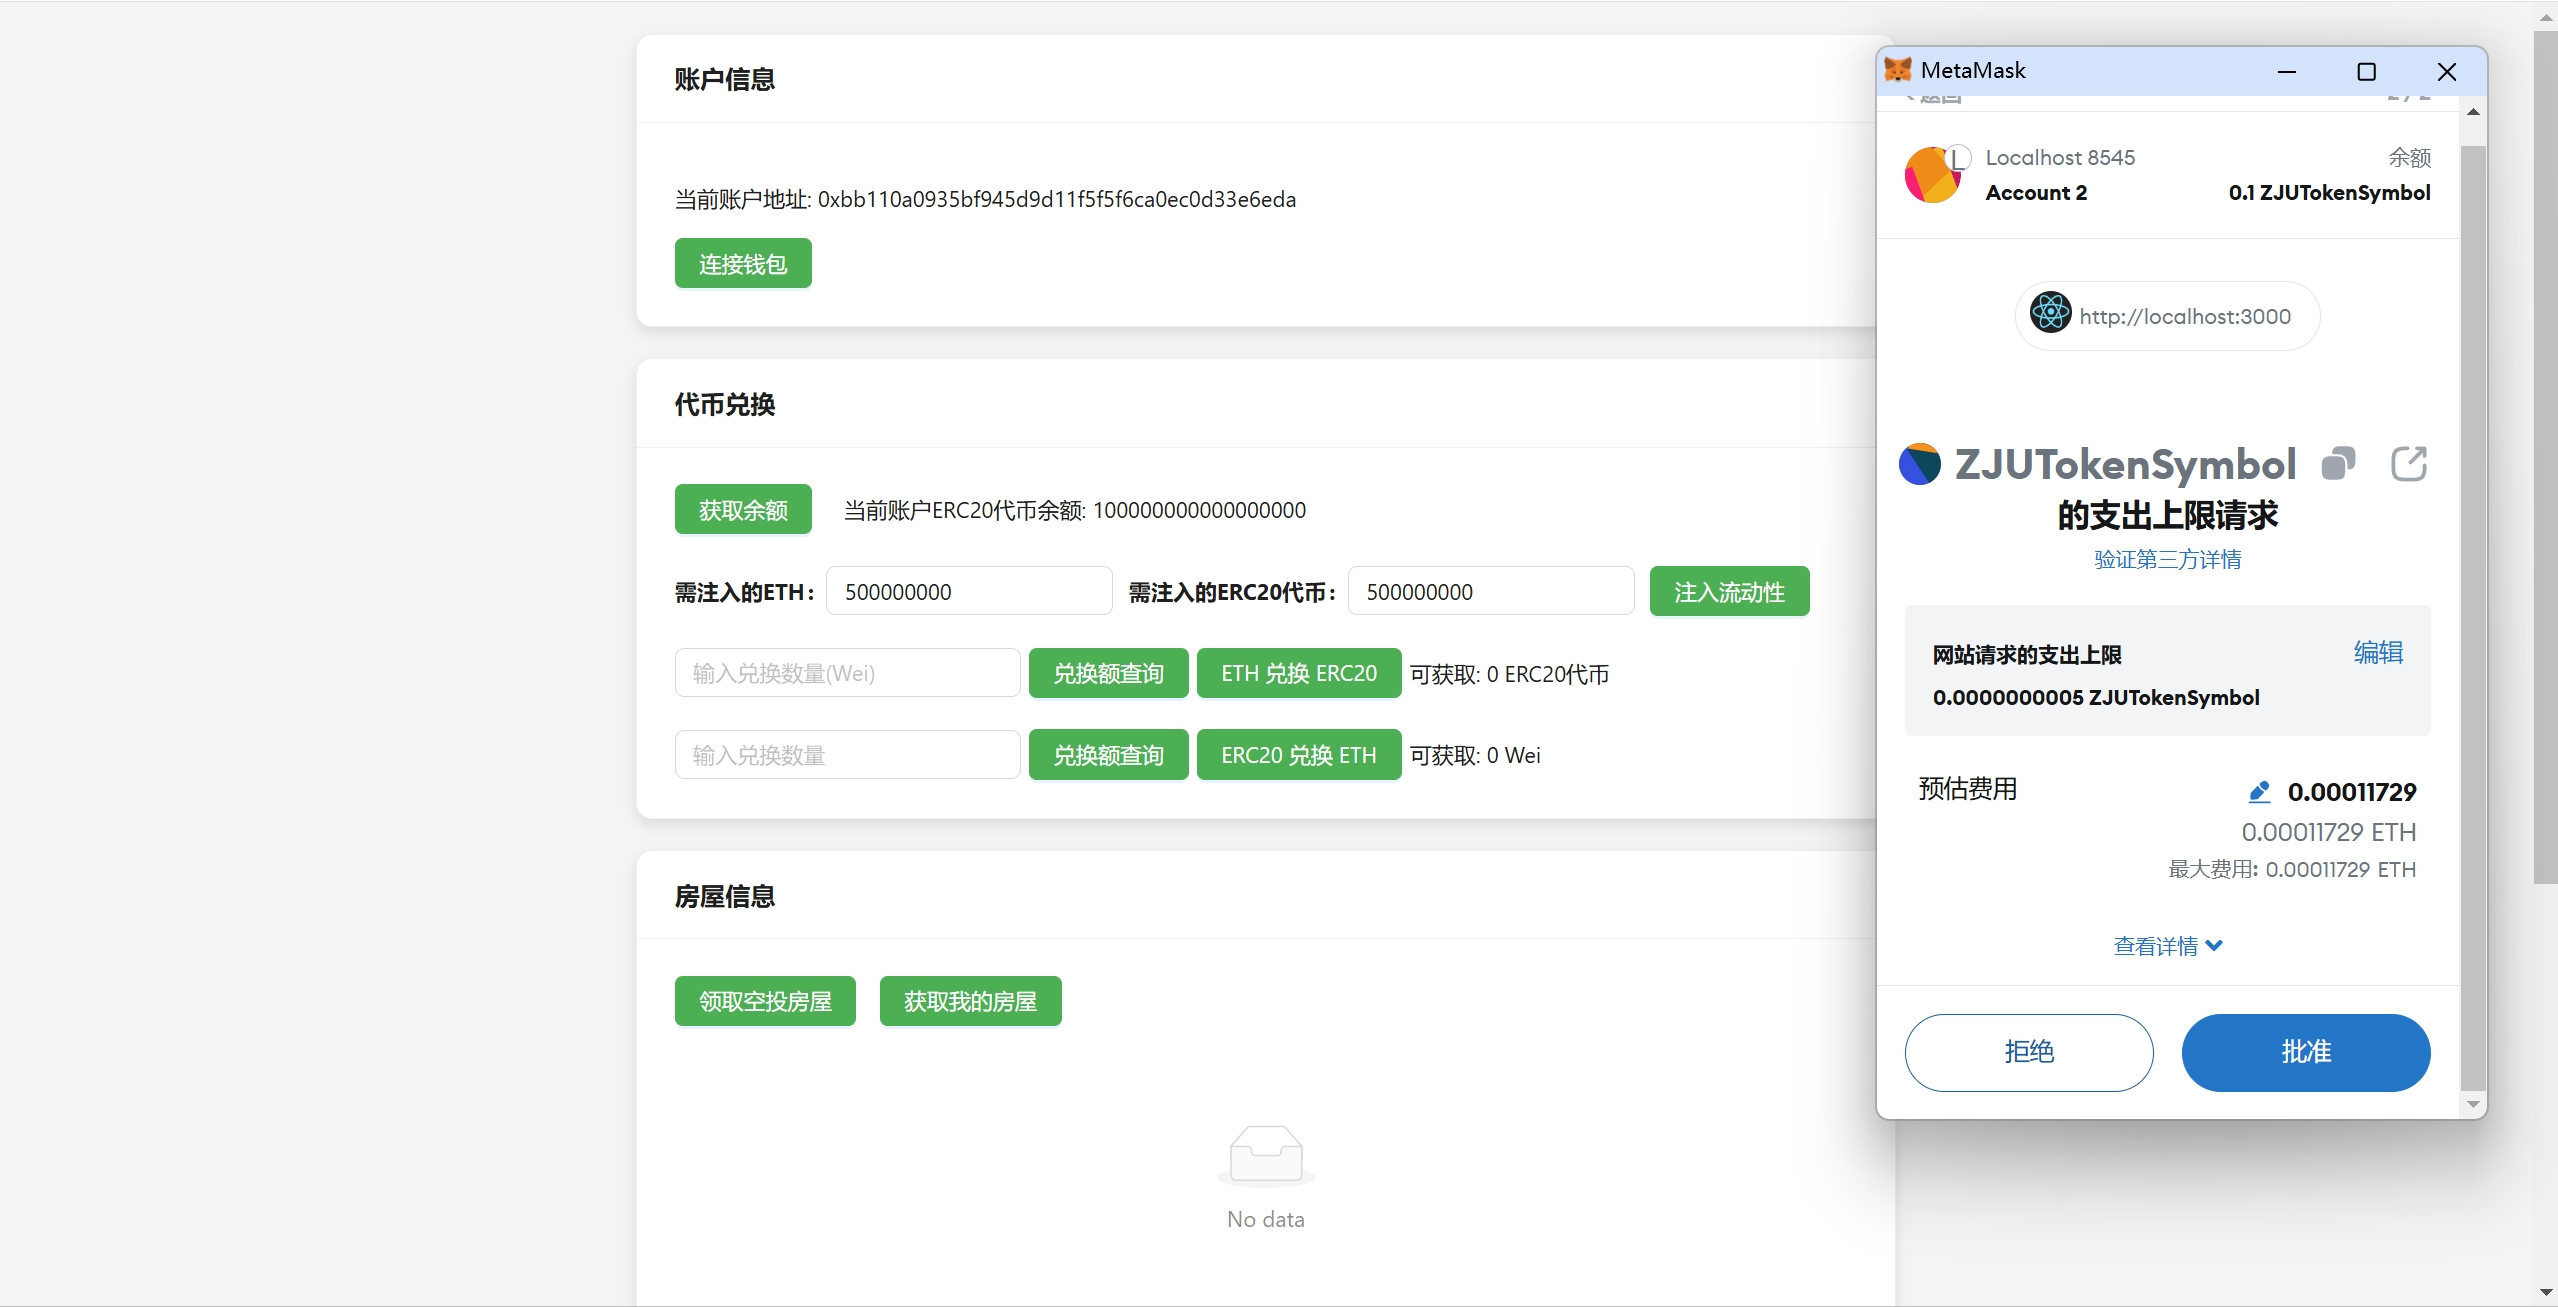 账户信息
当前账户地址: 0xbb110a0935bf945d9d11f5f5f6ca0ec0d33e6eda
连接钱包
代币兑换
获取余额 当前账户ERC20代币余额: 100000000000000000
需注入的ETH： 500000000 需注入的ERC20代币： 500000000 注入流动性
输入兑换数量(Wei) 兑换额查询 ETH 兑换 ERC20 可获取: 0 ERC20代币
输入兑换数量 兑换额查询 ERC20 兑换 ETH 可获取: 0 Wei
房屋信息
领取空投房屋 获取我的房屋
No data
MetaMask
L Localhost 8545 余额
Account 2 0.1 ZJUTokenSymbol
http://localhost:3000
ZJUTokenSymbol
的支出上限请求
验证第三方详情
网站请求的支出上限 编辑
0.0000000005 ZJUTokenSymbol
预估费用 0.00011729
0.00011729 ETH
最大费用: 0.00011729 ETH
查看详情
拒绝 批准